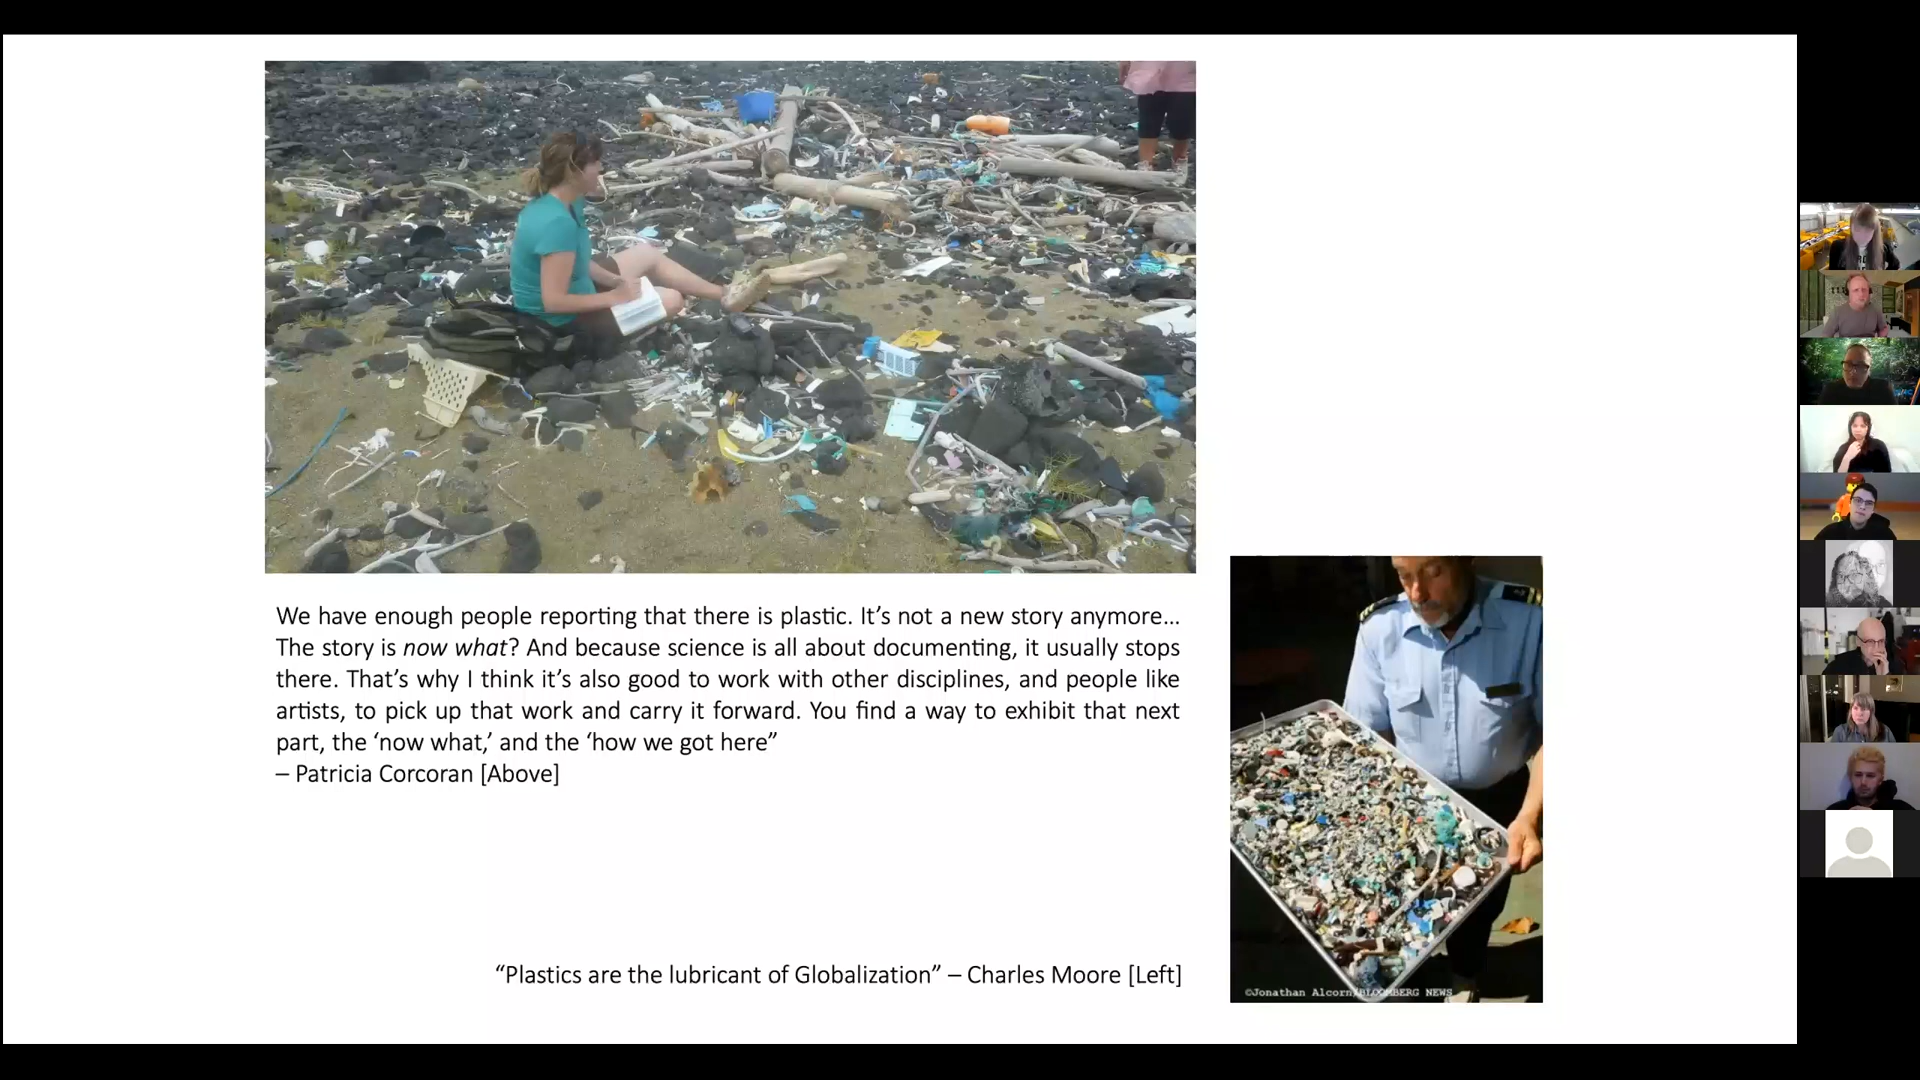 We have enough people reporting that there is plastic. It’s not a new story anymore...
The story is now what? And because science is all about documenting, it usually stops
there. That’s why I think it’s also good to work with other disciplines, and people like
artists, to pick up that work and carry it forward. You find a way to exhibit that next
part, the ‘now what,’ and the ‘how we got here”
– Patricia Corcoran [Above]
“Plastics are the lubricant of Globalization” – Charles Moore [Left]
©Jonathan Alcorn/BLOOMBERG NEWS